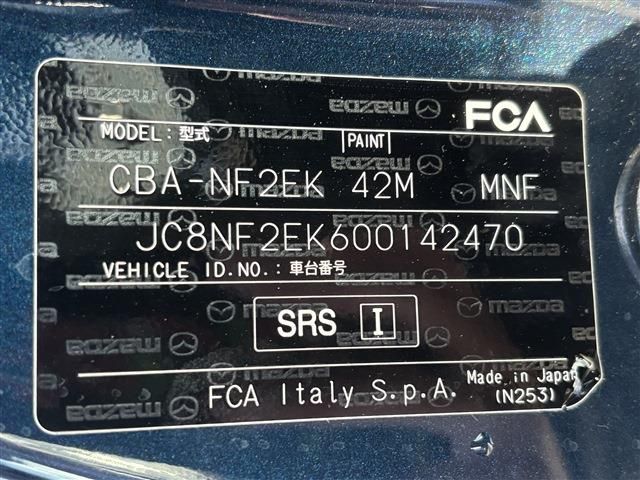 FCA
MODEL: 型式 PAINT
CBA-NF2EK 42M MNF
JC8NF2EK600142470
VEHICLE ID.NO.: 車台番号
SRS I
FCA Italy S.p.A. Made in Japan
(N253)
mazda